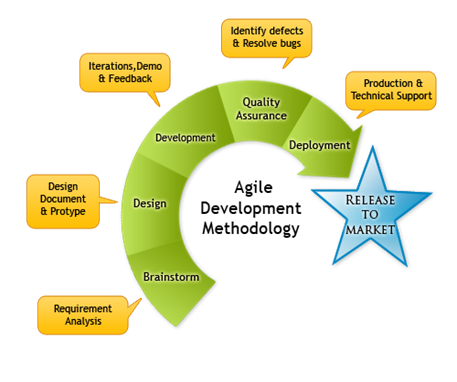 Identify defects
& Resolve bugs
Iterations,Demo
& Feedback
Production &
Technical Support
Quality
Assurance
Development
Deployment
Design
Document
& Protype
Design
Agile
Development
Methodology
RELEASE
TO
MARKET
Brainstorm
Requirement
Analysis